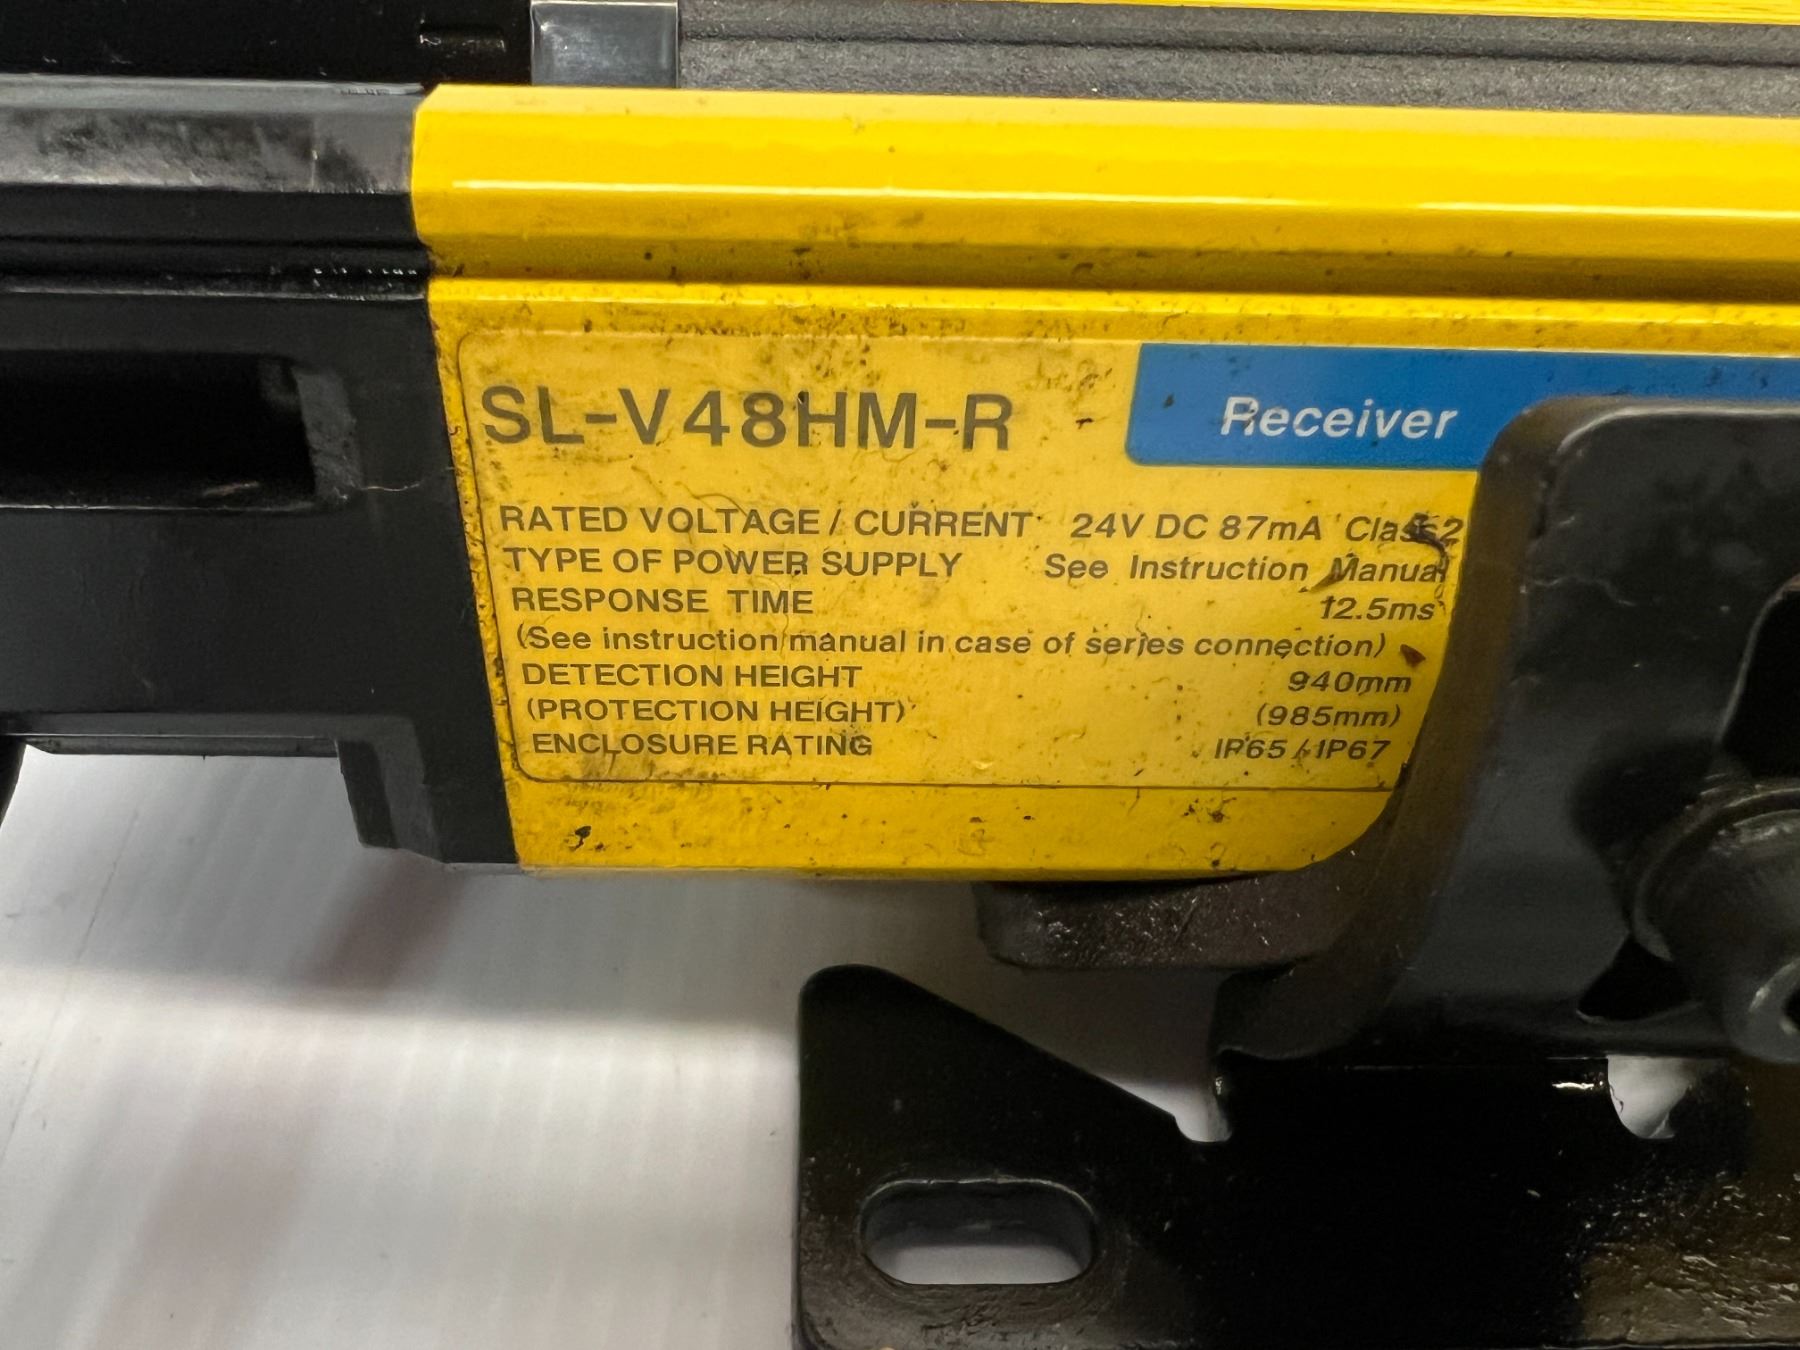 SL-V48HM-R
Receiver
RATED VOLTAGE / CURRENT 24V DC 87mA Class2
TYPE OF POWER SUPPLY See Instruction Manual
RESPONSE TIME 12.5ms
(See instruction manual in case of series connection)
DETECTION HEIGHT 940mm
(PROTECTION HEIGHT) (985mm)
ENCLOSURE RATING IP65 / IP67